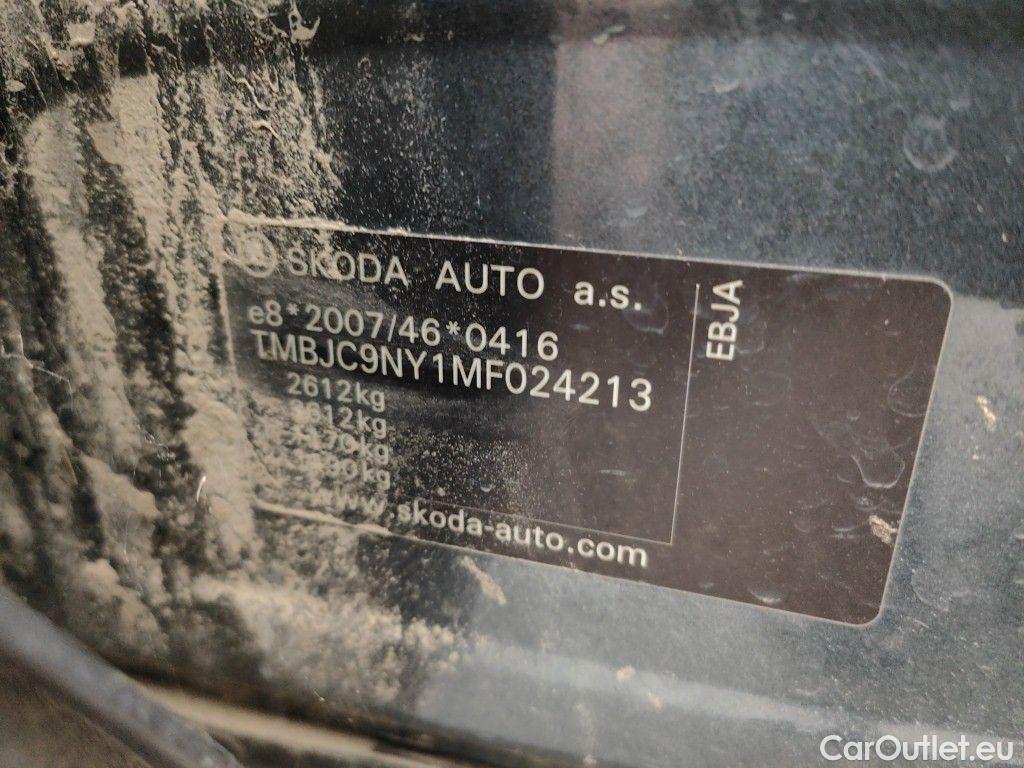 SKODA AUTO a.s.
EBJA
e8*2007/46*0416
TMBJC9NY1MF024213
2612kg
www.skoda-auto.com
CarOutlet.eu